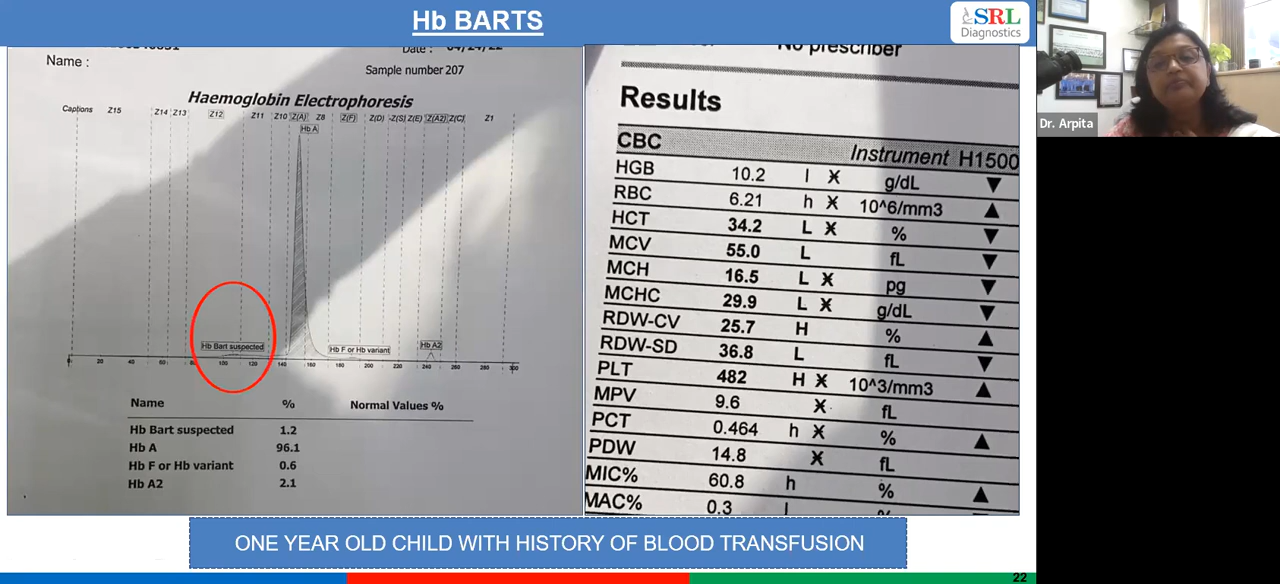 Hb BARTS
SRL
Diagnostics
Dr. Arpita
Name :
Date :
Sample number 207
Haemoglobin Electrophoresis
Captions Z15 Z14 Z13 Z12 Z11 Z10 Z(A) Z8 Z(F) Z(D) Z(S) Z(E) Z(A2) Z(C) Z1
Hb A
Hb Bart suspected
Hb F or Hb variant
Hb A2
0 20 40 60 80 100 120 140 160 180 200 220 240 260 280 300
Name % Normal Values %
Hb Bart suspected 1.2
Hb A 96.1
Hb F or Hb variant 0.6
Hb A2 2.1
No prescriber
Results
CBC Instrument H1500
HGB 10.2 l X g/dL ▼
RBC 6.21 h X 10^6/mm3 ▲
HCT 34.2 L X % ▼
MCV 55.0 L fL ▼
MCH 16.5 L X pg ▼
MCHC 29.9 L X g/dL ▼
RDW-CV 25.7 H % ▲
RDW-SD 36.8 L fL ▼
PLT 482 H X 10^3/mm3 ▲
MPV 9.6 X fL
PCT 0.464 h X % ▲
PDW 14.8 X fL
MIC% 60.8 h % ▲
MAC% 0.3 l
ONE YEAR OLD CHILD WITH HISTORY OF BLOOD TRANSFUSION
22